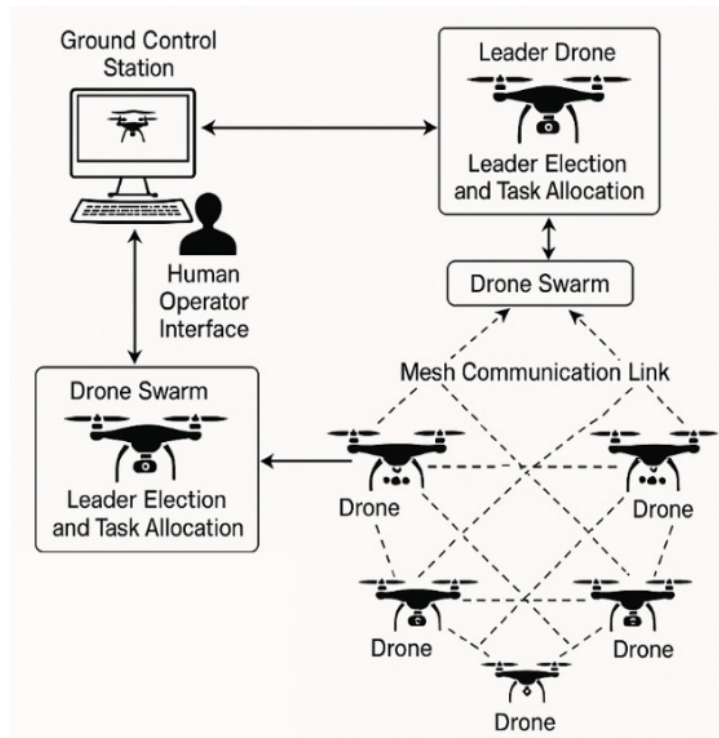 Ground Control
Station
Leader Drone
Leader Election
and Task Allocation
Human
Operator
Interface
Drone Swarm
Mesh Communication Link
Drone Swarm
Leader Election
and Task Allocation
Drone
Drone
Drone
Drone
Drone